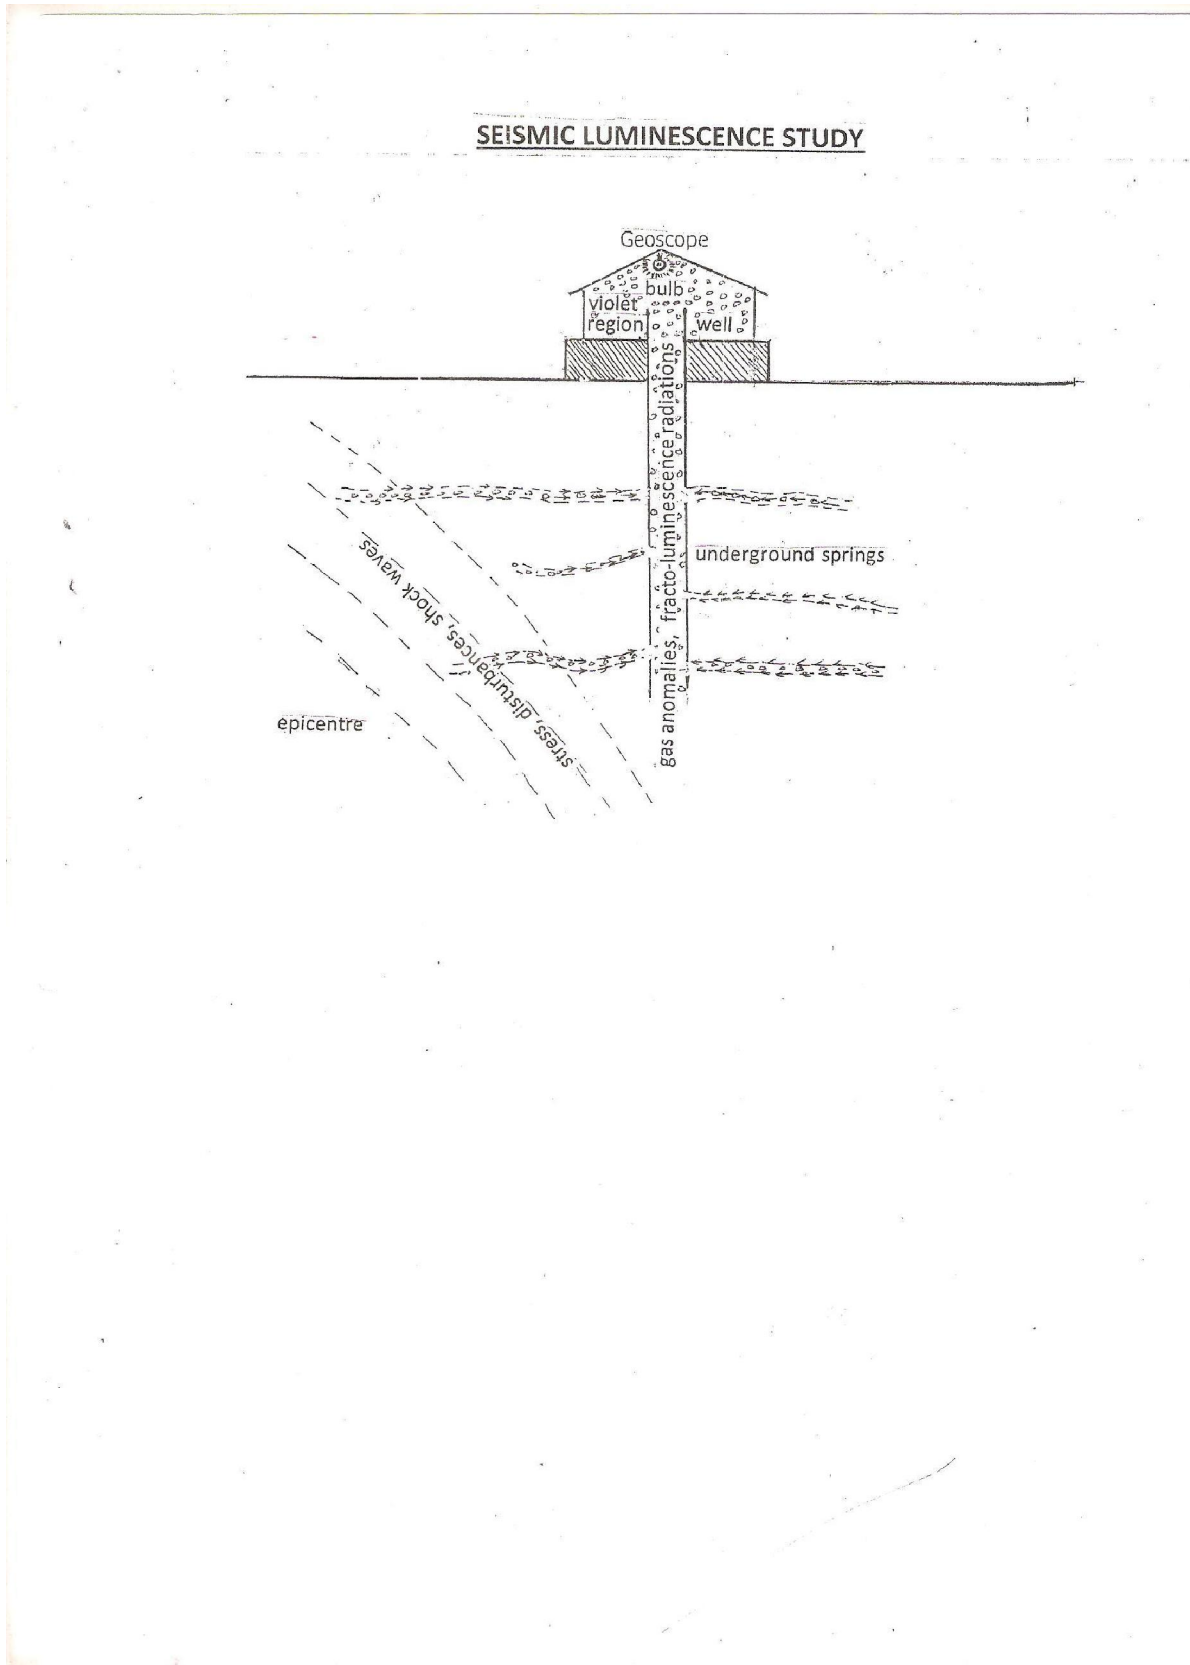 SEISMIC LUMINESCENCE STUDY
Geoscope
bulb
violet
region
well
gas anomalies, fracto-luminescence radiations
underground springs
stress, disturbances, shock waves
epicentre